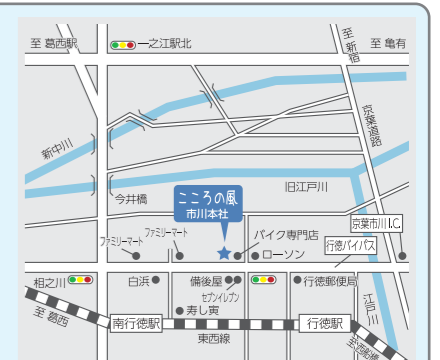 至 葛西駅
一之江駅北
至 新宿
至 亀有
京葉道路
新中川
旧江戸川
今井橋
こころの風
市川本社
京葉市川I.C.
ファミリーマート
ファミリーマート
バイク専門店
行徳バイパス
ローソン
相之川
白浜
備後屋
行徳郵便局
セブンイレブン
江戸川
至 葛西
寿し寅
南行徳駅
行徳駅
東西線
至西船橋